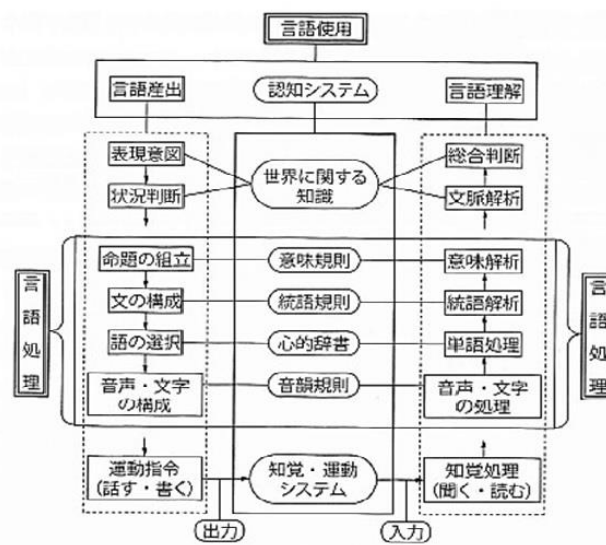 言語使用
言語産出
認知システム
言語理解
表現意図
世界に関する
知識
総合判断
状況判断
文脈解析
言語処理
命題の組立
意味規則
意味解析
文の構成
統語規則
統語解析
語の選択
心的辞書
単語処理
音声・文字
の構成
音韻規則
音声・文字
の処理
言語処理
運動指令
(話す・書く)
知覚・運動
システム
知覚処理
(聞く・読む)
出力
入力